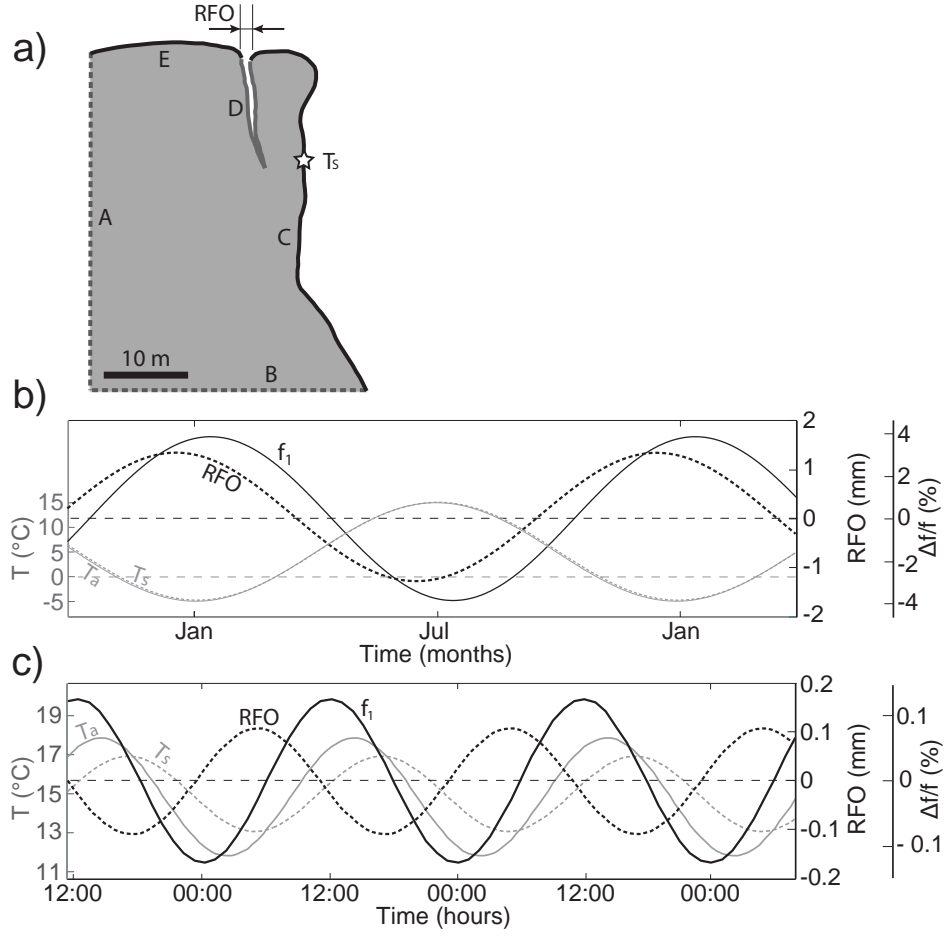 RFO
a)
E
D
Ts
A
C
10 m
B
b)
f1
RFO
Ta
Ts
15
10
5
0
-5
T (°C)
2
1
0
-1
-2
RFO (mm)
4
2
0
-2
-4
Δf/f (%)
Jan
Jul
Jan
Time (months)
c)
RFO
f1
Ta
Ts
19
17
15
13
11
T (°C)
0.2
0.1
0
-0.1
-0.2
RFO (mm)
0.1
0
- 0.1
Δf/f (%)
12:00
00:00
12:00
00:00
12:00
00:00
Time (hours)